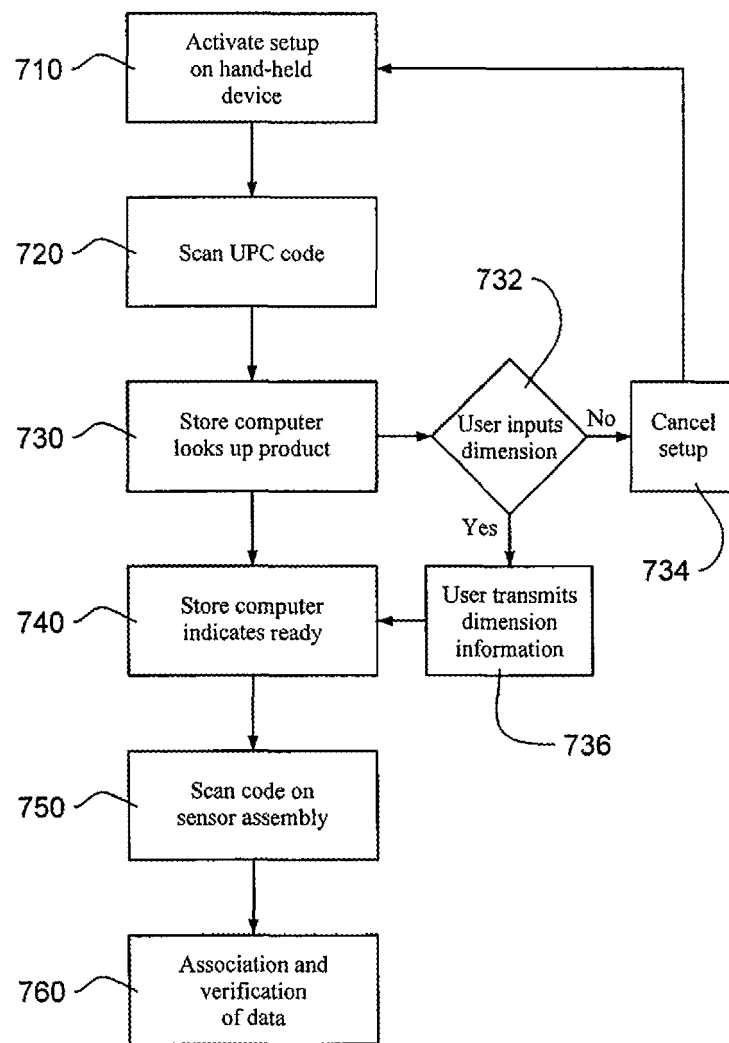 710
Activate setup
on hand-held
device
720
Scan UPC code
732
730
Store computer
looks up product
User inputs
dimension
No
Cancel
setup
Yes
734
740
Store computer
indicates ready
User transmits
dimension
information
736
750
Scan code on
sensor assembly
760
Association and
verification
of data